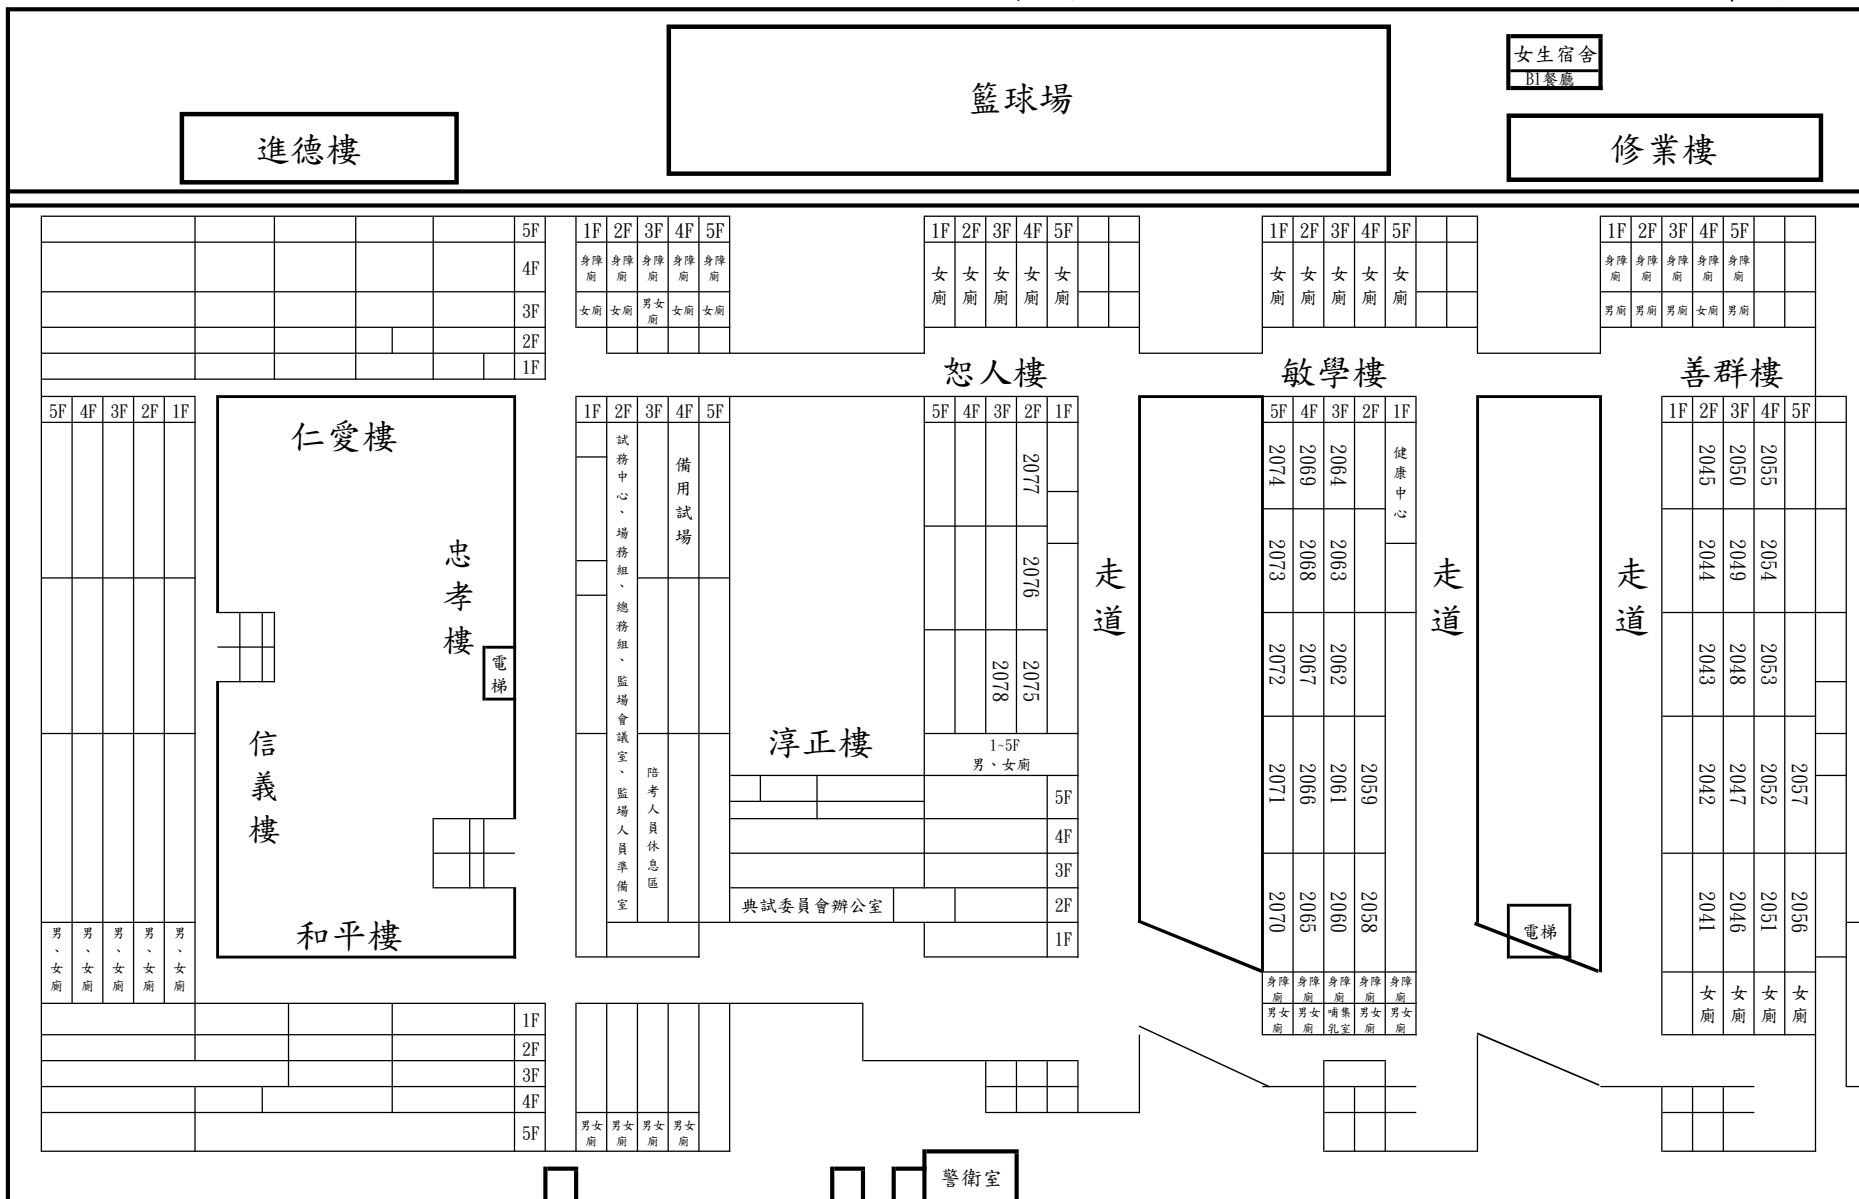 籃球場
女生宿舍
B1餐廳
進德樓
修業樓
5F
4F
3F
2F
1F
1F 2F 3F 4F 5F
身障廁 身障廁 身障廁 身障廁 身障廁
女廁 女廁 男女廁 女廁 女廁
1F 2F 3F 4F 5F
女廁 女廁 女廁 女廁 女廁
1F 2F 3F 4F 5F
女廁 女廁 女廁 女廁 女廁
1F 2F 3F 4F 5F
身障廁 身障廁 身障廁 身障廁 身障廁
男廁 男廁 男廁 女廁 男廁
恕人樓
敏學樓
善群樓
5F 4F 3F 2F 1F
男、女廁 男、女廁 男、女廁 男、女廁 男、女廁
仁愛樓
忠孝樓
電梯
信義樓
和平樓
1F 2F 3F 4F 5F
試務中心、場務組、總務組、監場會議室、監場人員準備室
備用試場
陪考人員休息區
淳正樓
5F 4F 3F 2F 1F
2077
2076
2078 2075
1~5F
男、女廁
5F
4F
3F
典試委員會辦公室
2F
1F
走道
5F 4F 3F 2F 1F
2074 2069 2064
健康中心
2073 2068 2063
2072 2067 2062
2071 2066 2061 2059
2070 2065 2060 2058
身障廁 身障廁 身障廁 身障廁 身障廁
男女廁 男女廁 哺集乳室 男女廁 男女廁
走道
電梯
走道
1F 2F 3F 4F 5F
2045 2050 2055
2044 2049 2054
2043 2048 2053
2042 2047 2052 2057
2041 2046 2051 2056
女廁 女廁 女廁 女廁
1F
2F
3F
4F
5F
男女廁 男女廁 男女廁 男女廁
警衛室